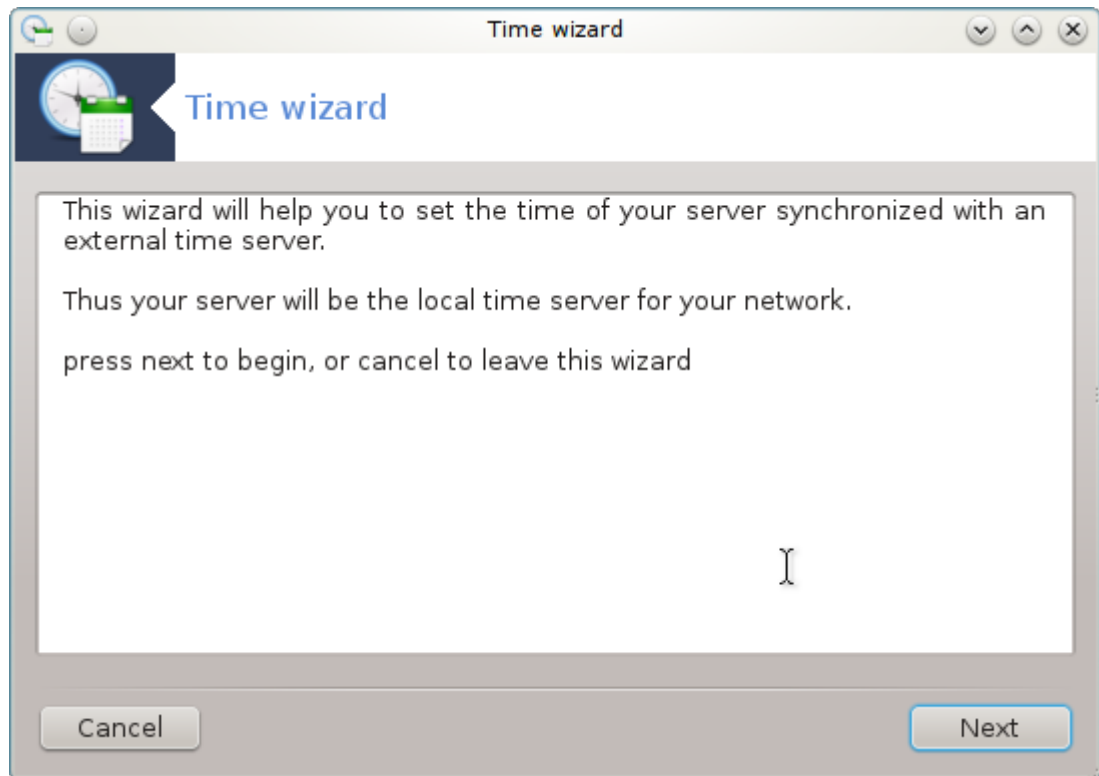 Time wizard
Time wizard
This wizard will help you to set the time of your server synchronized with an
external time server.
Thus your server will be the local time server for your network.
press next to begin, or cancel to leave this wizard
Cancel
Next